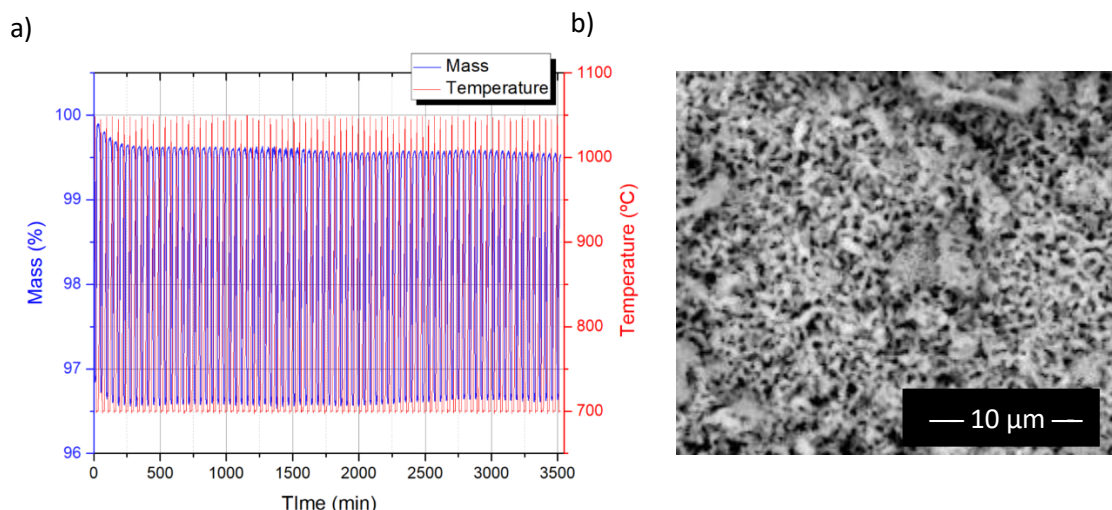 a)
b)
Mass
Temperature
100
99
98
97
96
Mass (%)
1100
1000
900
800
700
Temperature (ºC)
0
500
1000
1500
2000
2500
3000
3500
TIme (min)
— 10 µm —